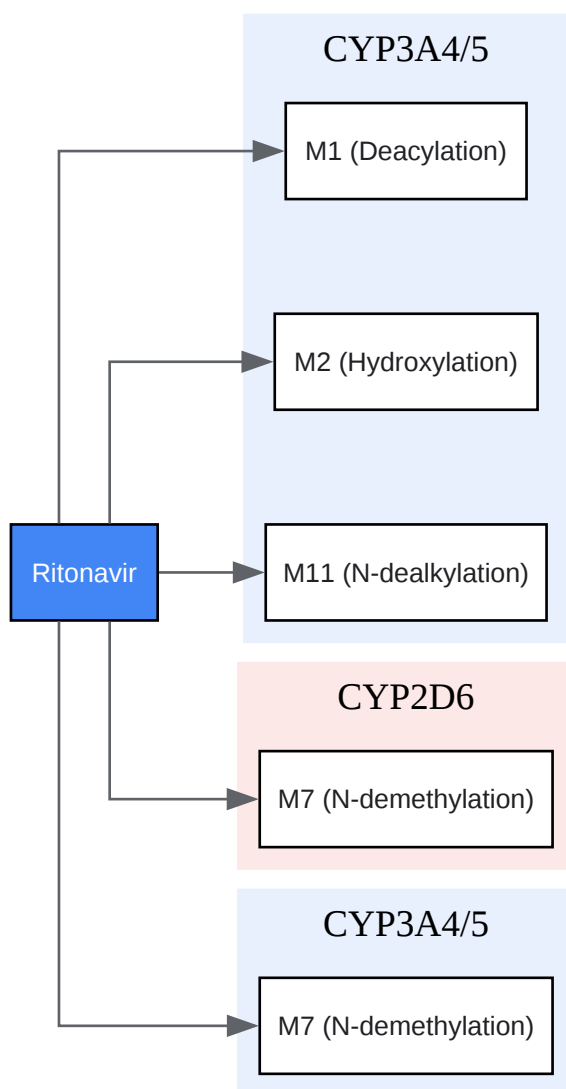 CYP3A4/5
M1 (Deacylation)
M2 (Hydroxylation)
Ritonavir
M11 (N-dealkylation)
CYP2D6
M7 (N-demethylation)
CYP3A4/5
M7 (N-demethylation)